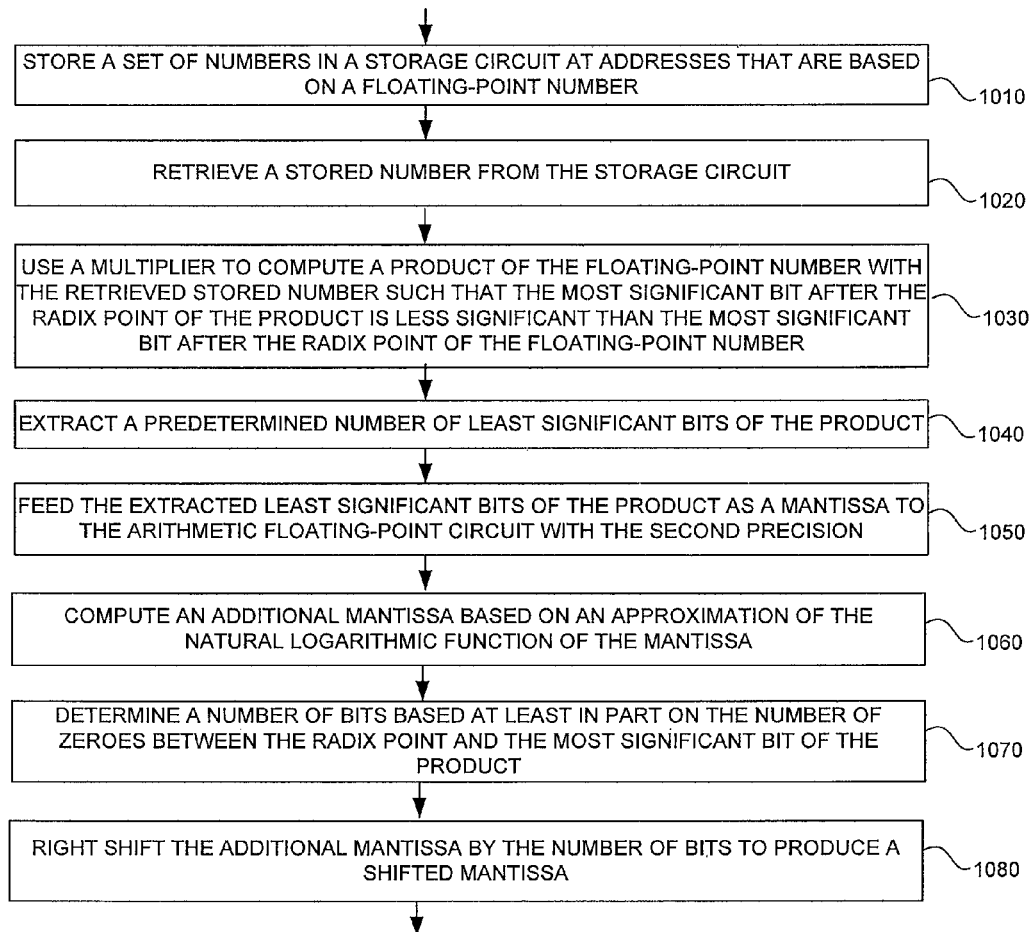 STORE A SET OF NUMBERS IN A STORAGE CIRCUIT AT ADDRESSES THAT ARE BASED
ON A FLOATING-POINT NUMBER
1010
RETRIEVE A STORED NUMBER FROM THE STORAGE CIRCUIT
1020
USE A MULTIPLIER TO COMPUTE A PRODUCT OF THE FLOATING-POINT NUMBER WITH
THE RETRIEVED STORED NUMBER SUCH THAT THE MOST SIGNIFICANT BIT AFTER THE
RADIX POINT OF THE PRODUCT IS LESS SIGNIFICANT THAN THE MOST SIGNIFICANT
BIT AFTER THE RADIX POINT OF THE FLOATING-POINT NUMBER
1030
EXTRACT A PREDETERMINED NUMBER OF LEAST SIGNIFICANT BITS OF THE PRODUCT
1040
FEED THE EXTRACTED LEAST SIGNIFICANT BITS OF THE PRODUCT AS A MANTISSA TO
THE ARITHMETIC FLOATING-POINT CIRCUIT WITH THE SECOND PRECISION
1050
COMPUTE AN ADDITIONAL MANTISSA BASED ON AN APPROXIMATION OF THE
NATURAL LOGARITHMIC FUNCTION OF THE MANTISSA
1060
DETERMINE A NUMBER OF BITS BASED AT LEAST IN PART ON THE NUMBER OF
ZEROES BETWEEN THE RADIX POINT AND THE MOST SIGNIFICANT BIT OF THE
PRODUCT
1070
RIGHT SHIFT THE ADDITIONAL MANTISSA BY THE NUMBER OF BITS TO PRODUCE A
SHIFTED MANTISSA
1080